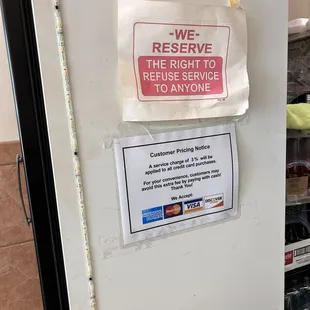 -WE-
RESERVE
THE RIGHT TO
REFUSE SERVICE
TO ANYONE
Customer Pricing Notice
A service charge of 3% will be
applied to all credit card purchases.
For your convenience, customers may
avoid this extra fee by paying with cash!
Thank You!
We Accept:
VISA DISCOVER